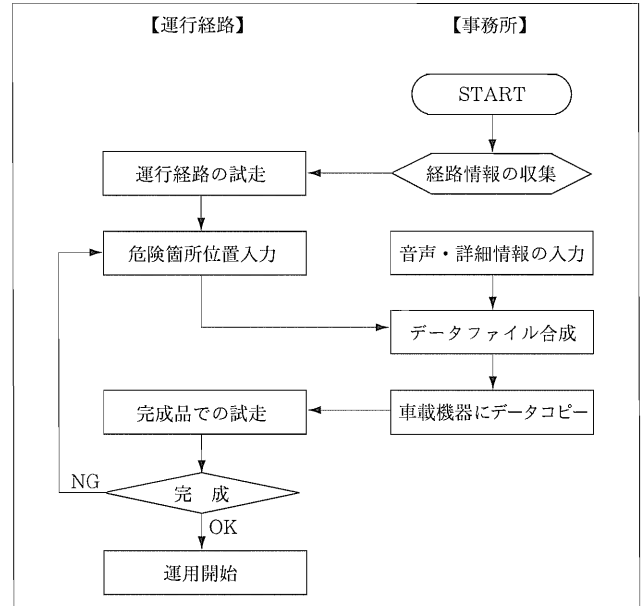 【運行経路】
【事務所】
START
運行経路の試走
経路情報の収集
危険箇所位置入力
音声・詳細情報の入力
データファイル合成
完成品での試走
車載機器にデータコピー
NG
完　成
OK
運用開始